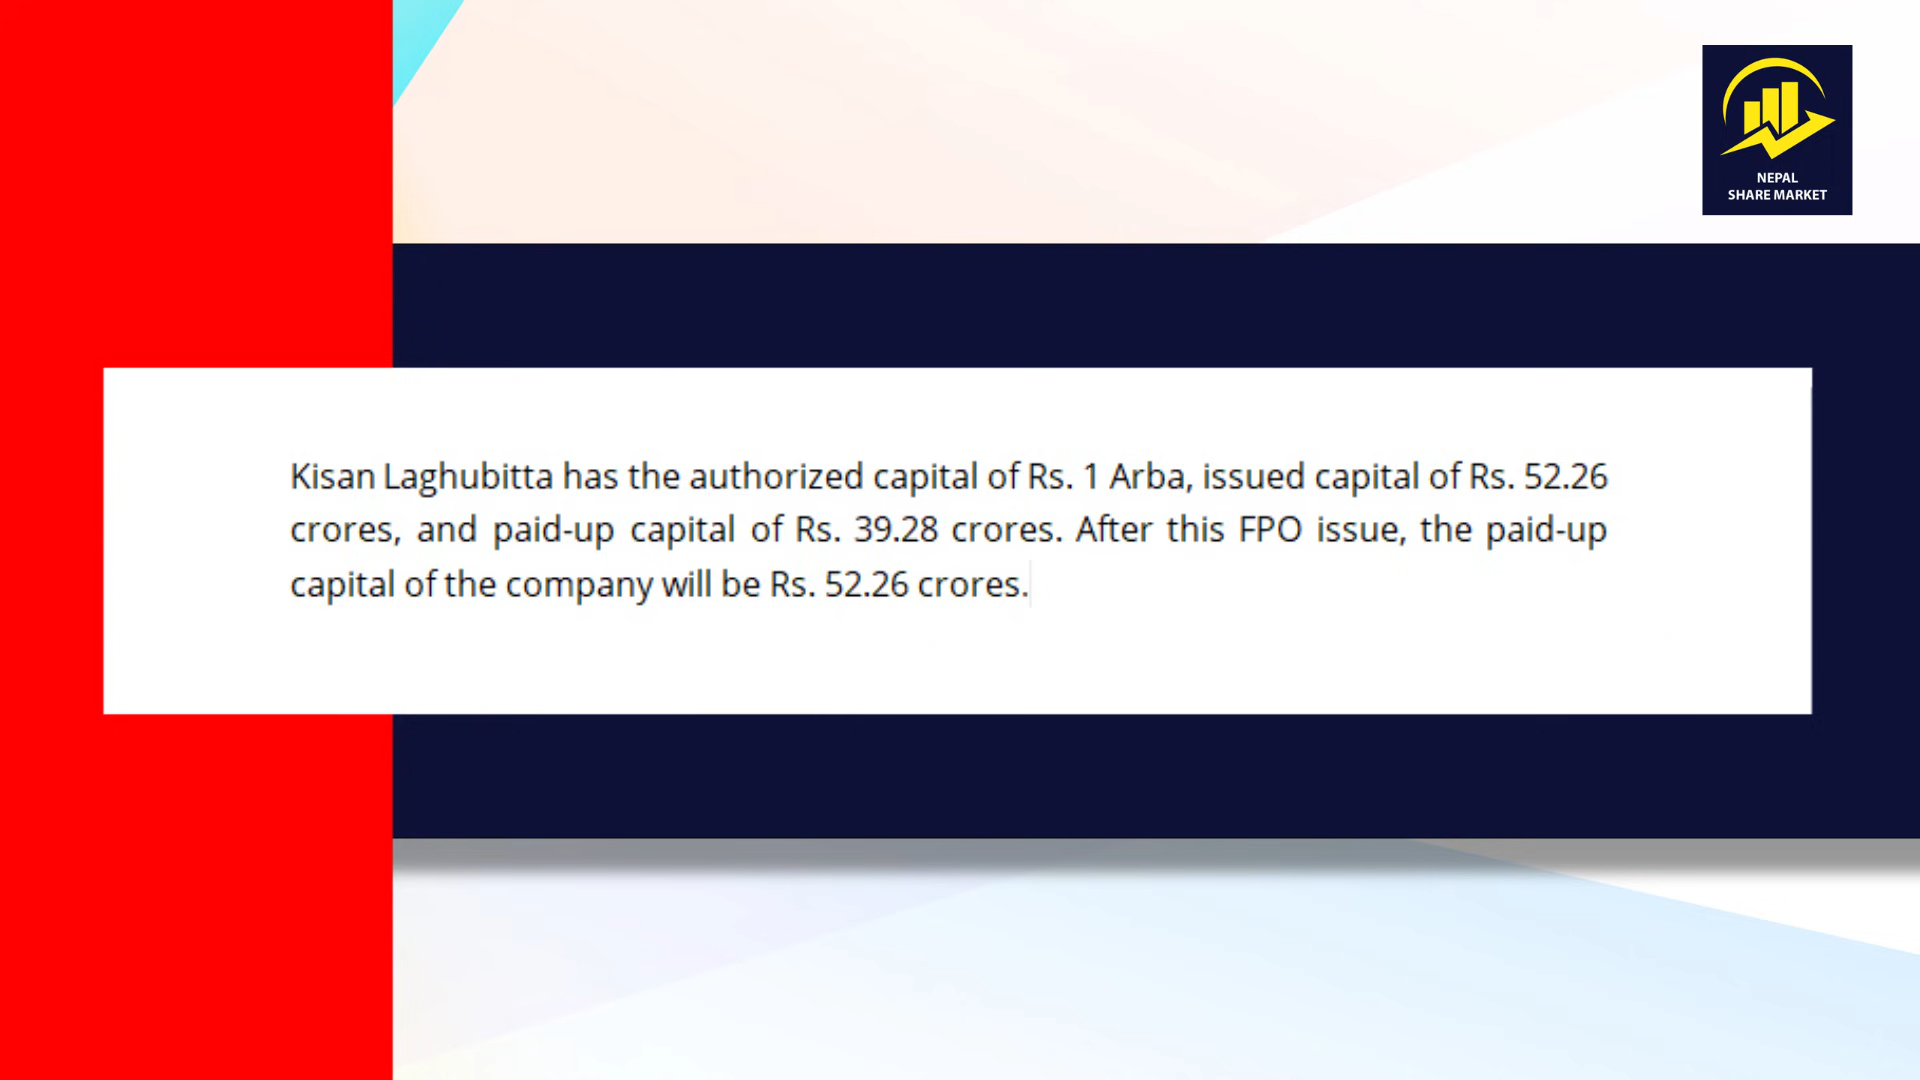 NEPAL
SHARE MARKET
Kisan Laghubitta has the authorized capital of Rs. 1 Arba, issued capital of Rs. 52.26
crores, and paid-up capital of Rs. 39.28 crores. After this FPO issue, the paid-up
capital of the company will be Rs. 52.26 crores.